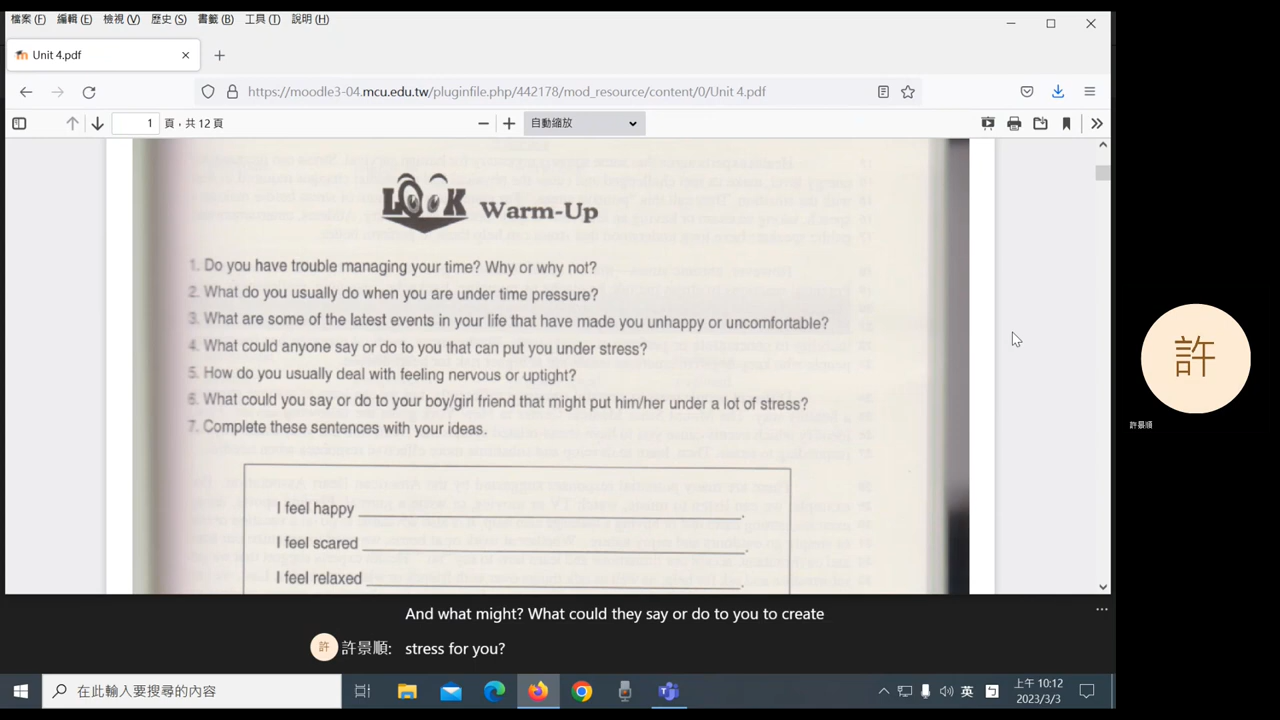 檔案 (F) 編輯 (E) 檢視 (V) 歷史 (S) 書籤 (B) 工具 (T) 說明 (H)
Unit 4.pdf
https://moodle3-04.mcu.edu.tw/pluginfile.php/442178/mod_resource/content/0/Unit 4.pdf
1 頁，共 12 頁
自動縮放
LOOK Warm-Up
1. Do you have trouble managing your time? Why or why not?
2. What do you usually do when you are under time pressure?
3. What are some of the latest events in your life that have made you unhappy or uncomfortable?
4. What could anyone say or do to you that can put you under stress?
5. How do you usually deal with feeling nervous or uptight?
6. What could you say or do to your boy/girl friend that might put him/her under a lot of stress?
7. Complete these sentences with your ideas.
I feel happy .
I feel scared .
I feel relaxed .
許
許景順
And what might? What could they say or do to you to create
許 許景順: stress for you?
在此輸入要搜尋的文字
英
上午 10:12
2023/3/3